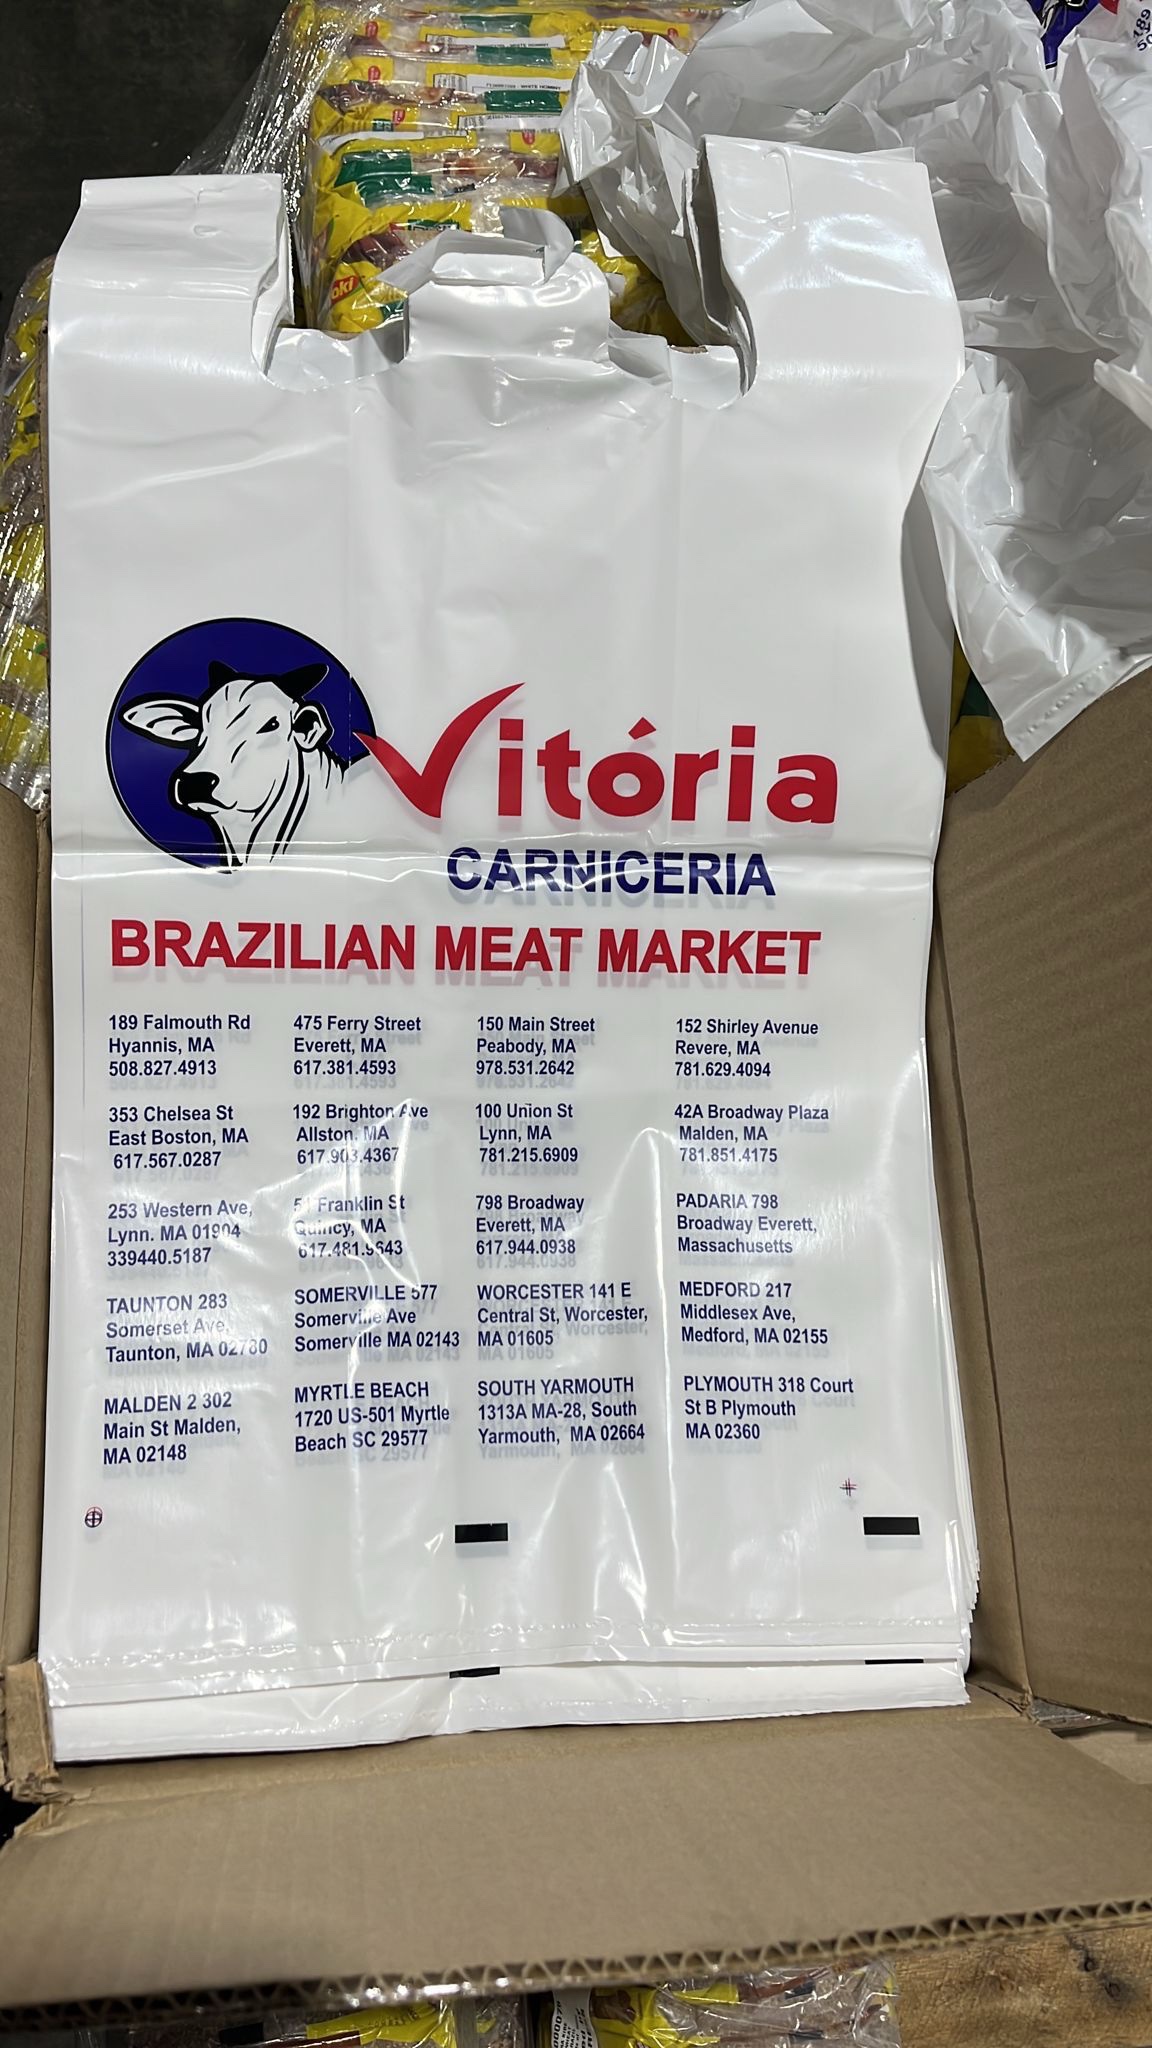 oki
Vitória
CARNICERIA
BRAZILIAN MEAT MARKET
189 Falmouth Rd
Hyannis, MA
508.827.4913
475 Ferry Street
Everett, MA
617.381.4593
150 Main Street
Peabody, MA
978.531.2642
152 Shirley Avenue
Revere, MA
781.629.4094
353 Chelsea St
East Boston, MA
617.567.0287
192 Brighton Ave
Allston, MA
617.903.4367
100 Union St
Lynn, MA
781.215.6909
42A Broadway Plaza
Malden, MA
781.851.4175
253 Western Ave,
Lynn. MA 01904
339440.5187
51 Franklin St
Quincy, MA
617.481.9643
798 Broadway
Everett, MA
617.944.0938
PADARIA 798
Broadway Everett,
Massachusetts
TAUNTON 283
Somerset Ave,
Taunton, MA 02780
SOMERVILLE 577
Somerville Ave
Somerville MA 02143
WORCESTER 141 E
Central St, Worcester,
MA 01605
MEDFORD 217
Middlesex Ave,
Medford, MA 02155
MALDEN 2 302
Main St Malden,
MA 02148
MYRTLE BEACH
1720 US-501 Myrtle
Beach SC 29577
SOUTH YARMOUTH
1313A MA-28, South
Yarmouth, MA 02664
PLYMOUTH 318 Court
St B Plymouth
MA 02360